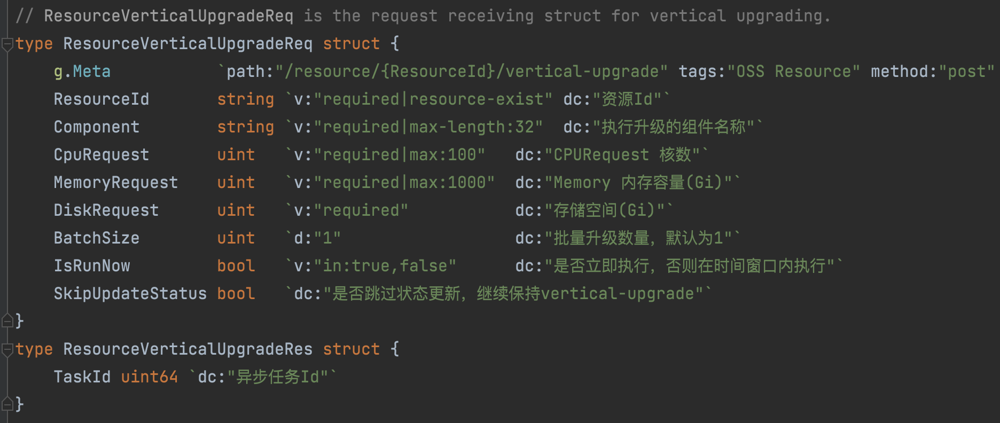 // ResourceVerticalUpgradeReq is the request receiving struct for vertical upgrading.
type ResourceVerticalUpgradeReq struct {
    g.Meta           `path:"/resource/{ResourceId}/vertical-upgrade" tags:"OSS Resource" method:"post"
    ResourceId       string `v:"required|resource-exist" dc:"资源Id"`
    Component        string `v:"required|max-length:32"  dc:"执行升级的组件名称"`
    CpuRequest       uint   `v:"required|max:100"   dc:"CPURequest 核数"`
    MemoryRequest    uint   `v:"required|max:1000"  dc:"Memory 内存容量(Gi)"`
    DiskRequest      uint   `v:"required"           dc:"存储空间(Gi)"`
    BatchSize        uint   `d:"1"                  dc:"批量升级数量，默认为1"`
    IsRunNow         bool   `v:"in:true,false"      dc:"是否立即执行，否则在时间窗口内执行"`
    SkipUpdateStatus bool   `dc:"是否跳过状态更新，继续保持vertical-upgrade"`
}
type ResourceVerticalUpgradeRes struct {
    TaskId uint64 `dc:"异步任务Id"`
}